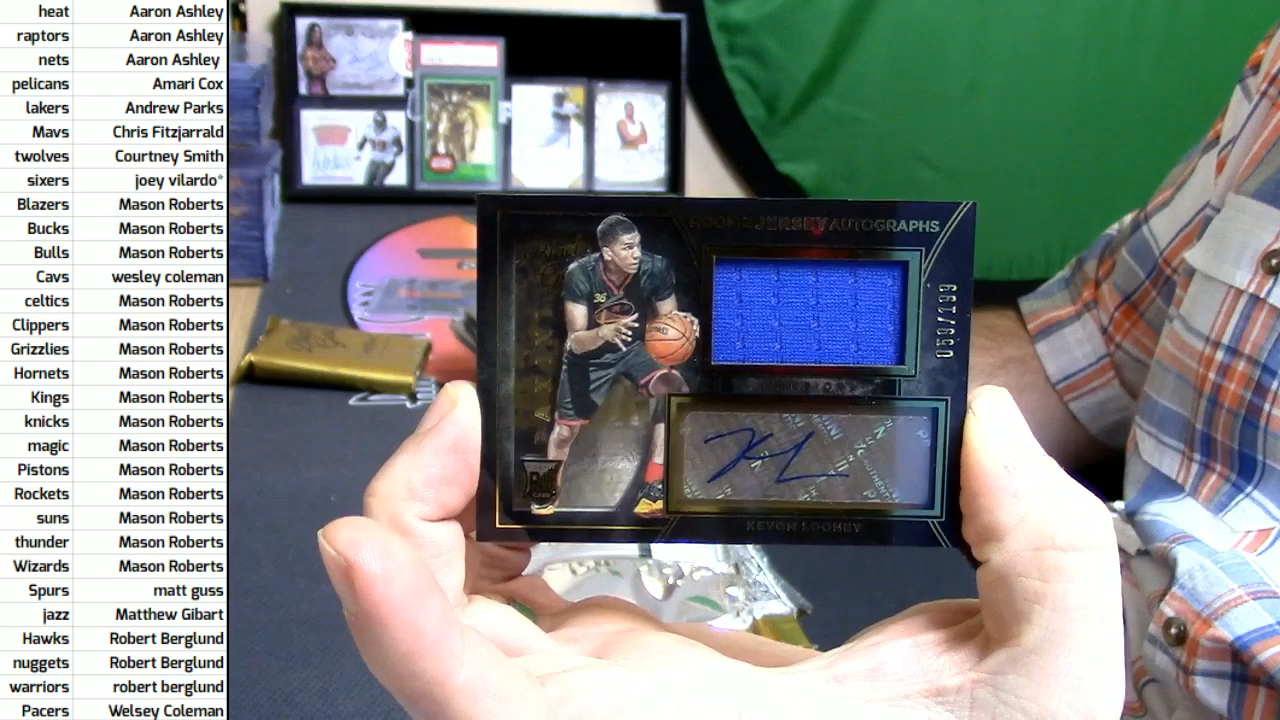 heat Aaron Ashley
raptors Aaron Ashley
nets Aaron Ashley
pelicans Amari Cox
lakers Andrew Parks
Mavs Chris Fitzjarrald
twolves Courtney Smith
sixers joey vilardo*
Blazers Mason Roberts
Bucks Mason Roberts
Bulls Mason Roberts
Cavs wesley coleman
celtics Mason Roberts
Clippers Mason Roberts
Grizzlies Mason Roberts
Hornets Mason Roberts
Kings Mason Roberts
knicks Mason Roberts
magic Mason Roberts
Pistons Mason Roberts
Rockets Mason Roberts
suns Mason Roberts
thunder Mason Roberts
Wizards Mason Roberts
Spurs matt guss
jazz Matthew Gibart
Hawks Robert Berglund
nuggets Robert Berglund
warriors robert berglund
Pacers Welsey Coleman
ROOKIE JERSEY AUTOGRAPHS
059/199
36
KEVON LOONEY